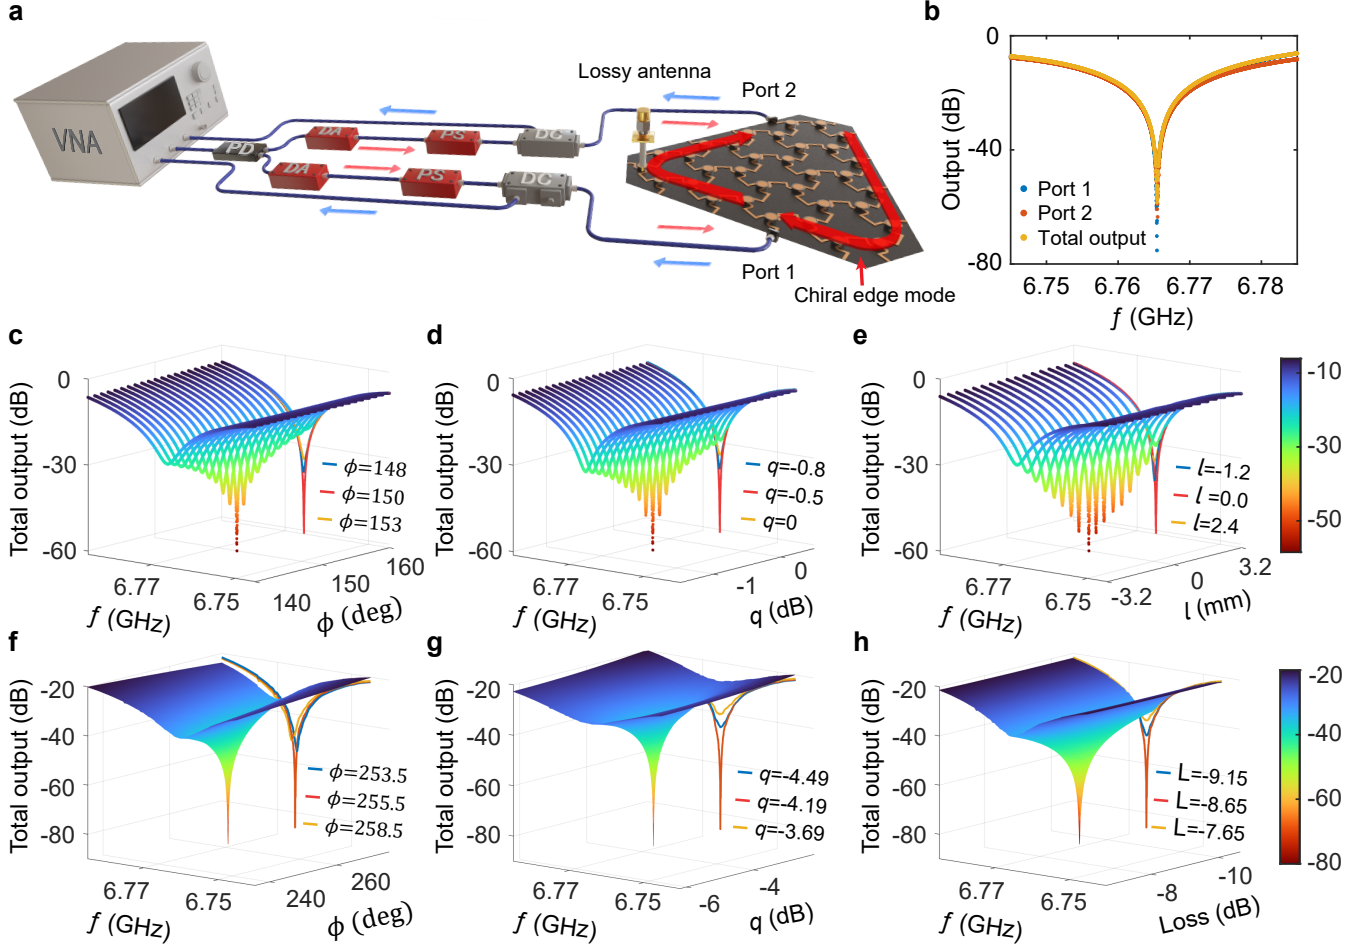 a
VNA
PD
DA
PS
DC
DA
PS
DC
Lossy antenna
Port 2
Port 1
Chiral edge mode
b
Output (dB)
0
-40
-80
Port 1
Port 2
Total output
6.75
6.76
6.77
6.78
f (GHz)
c
Total output (dB)
0
-30
-60
ϕ=148
ϕ=150
ϕ=153
6.77
6.75
f (GHz)
140
150
160
ϕ (deg)
d
Total output (dB)
0
-30
-60
q=-0.8
q=-0.5
q=0
6.77
6.75
f (GHz)
-1
0
q (dB)
e
Total output (dB)
0
-30
-60
l=-1.2
l=0.0
l=2.4
6.77
6.75
f (GHz)
-3.2
0
3.2
l (mm)
-10
-30
-50
f
Total output (dB)
-20
-40
-60
-80
ϕ=253.5
ϕ=255.5
ϕ=258.5
6.77
6.75
f (GHz)
240
260
ϕ (deg)
g
Total output (dB)
-20
-40
-60
-80
q=-4.49
q=-4.19
q=-3.69
6.77
6.75
f (GHz)
-6
-4
q (dB)
h
Total output (dB)
-20
-40
-60
-80
L=-9.15
L=-8.65
L=-7.65
6.77
6.75
f (GHz)
-8
-10
Loss (dB)
-20
-40
-60
-80